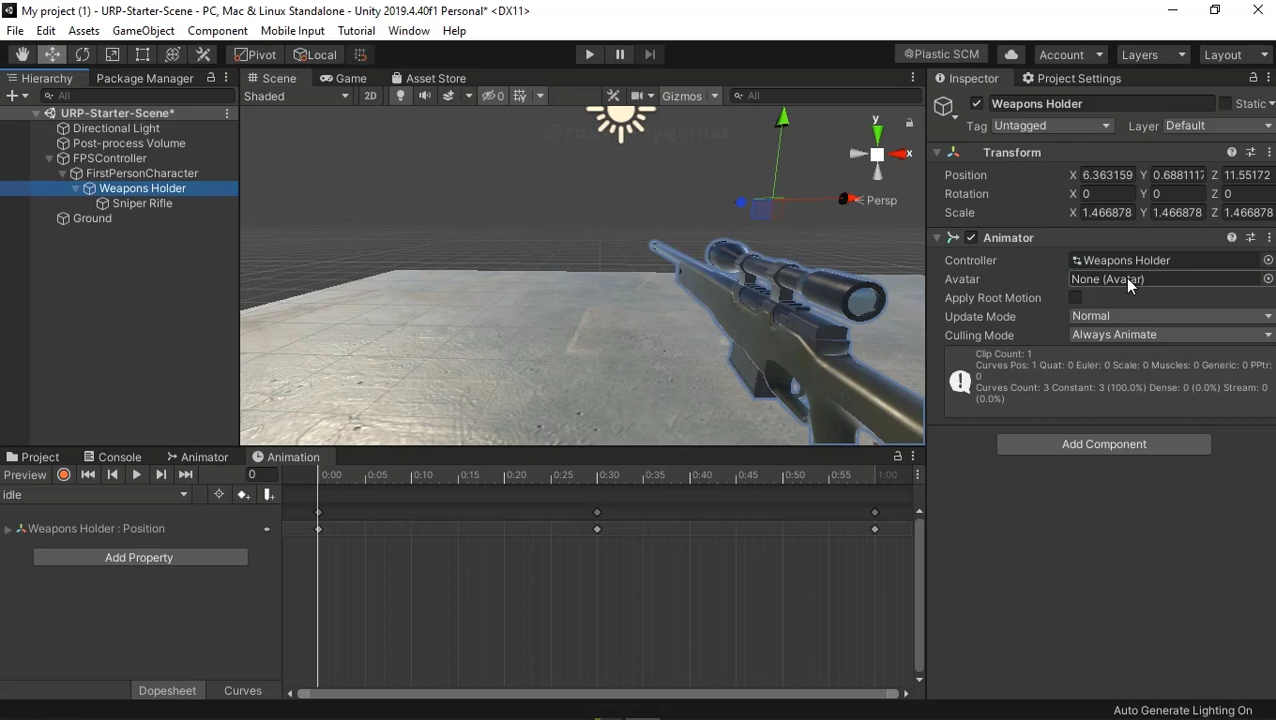 My project (1) - URP-Starter-Scene - PC, Mac & Linux Standalone - Unity 2019.4.40f1 Personal* <DX11>
File Edit Assets GameObject Component Mobile Input Tutorial Window Help
Pivot Local Plastic SCM Account Layers Layout
Hierarchy Package Manager Scene Game Asset Store Inspector Project Settings
All Shaded 2D 0 Gizmos All Weapons Holder Static
URP-Starter-Scene*
Tag Untagged Layer Default
Directional Light
Post-process Volume
y
x
Persp
FPSController
FirstPersonCharacter
Weapons Holder
Sniper Rifle
Ground
Transform
Position X 6.363159 Y 0.6881117 Z 11.55172
Rotation X 0 Y 0 Z 0
Scale X 1.466878 Y 1.466878 Z 1.466878
Animator
Controller Weapons Holder
Avatar None (Avatar)
Apply Root Motion
Update Mode Normal
Culling Mode Always Animate
Clip Count: 1
Curves Pos: 1 Quat: 0 Euler: 0 Scale: 0 Muscles: 0 Generic: 0 PPtr:
0
Curves Count: 3 Constant: 3 (100.0%) Dense: 0 (0.0%) Stream: 0
(0.0%)
Add Component
Project Console Animator Animation
Preview 0 0:00 0:05 0:10 0:15 0:20 0:25 0:30 0:35 0:40 0:45 0:50 0:55 1:00
idle
Weapons Holder : Position
Add Property
Dopesheet Curves
Auto Generate Lighting On